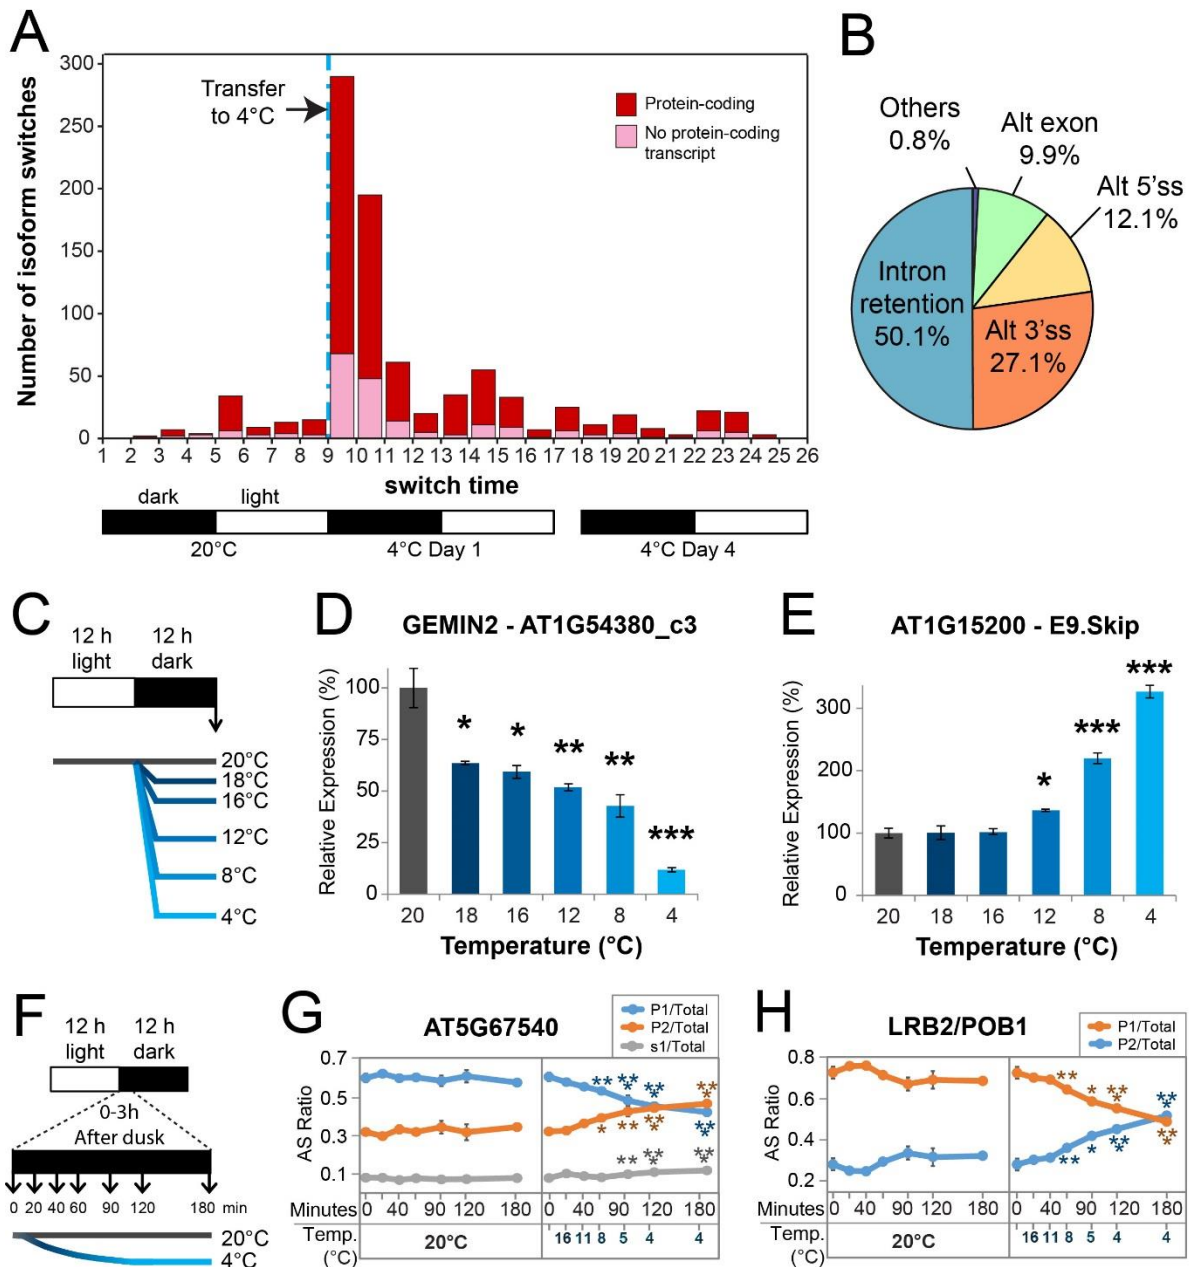 A
Number of isoform switches
300
250
200
150
100
50
0
Transfer
to 4°C
Protein-coding
No protein-coding
transcript
1 2 3 4 5 6 7 8 9 10 11 12 13 14 15 16 17 18 19 20 21 22 23 24 25 26
switch time
dark light
20°C 4°C Day 1 4°C Day 4
B
Others
0.8%
Alt exon
9.9%
Alt 5'ss
12.1%
Intron
retention
50.1%
Alt 3'ss
27.1%
C
12 h
light
12 h
dark
20°C
18°C
16°C
12°C
8°C
4°C
D
GEMIN2 - AT1G54380_c3
Relative Expression (%)
100
75
50
25
0
* * ** ** ***
20 18 16 12 8 4
Temperature (°C)
E
AT1G15200 - E9.Skip
Relative Expression (%)
300
200
100
0
* *** ***
20 18 16 12 8 4
Temperature (°C)
F
12 h
light
12 h
dark
0-3h
After dusk
0 20 40 60 90 120 180 min
20°C
4°C
G
AT5G67540
P1/Total
P2/Total
s1/Total
AS Ratio
0.7
0.5
0.3
0.1
** *** ***
* ** *** ***
** *** ***
Minutes 0 40 80 120 180 0 40 80 120 180
Temp.
(°C)
20°C
16 11 8 5 4 4
H
LRB2/POB1
P1/Total
P2/Total
AS Ratio
0.8
0.6
0.4
0.2
** * *** ***
** * *** ***
Minutes 0 40 80 120 180 0 40 80 120 180
Temp.
(°C)
20°C
16 11 8 5 4 4